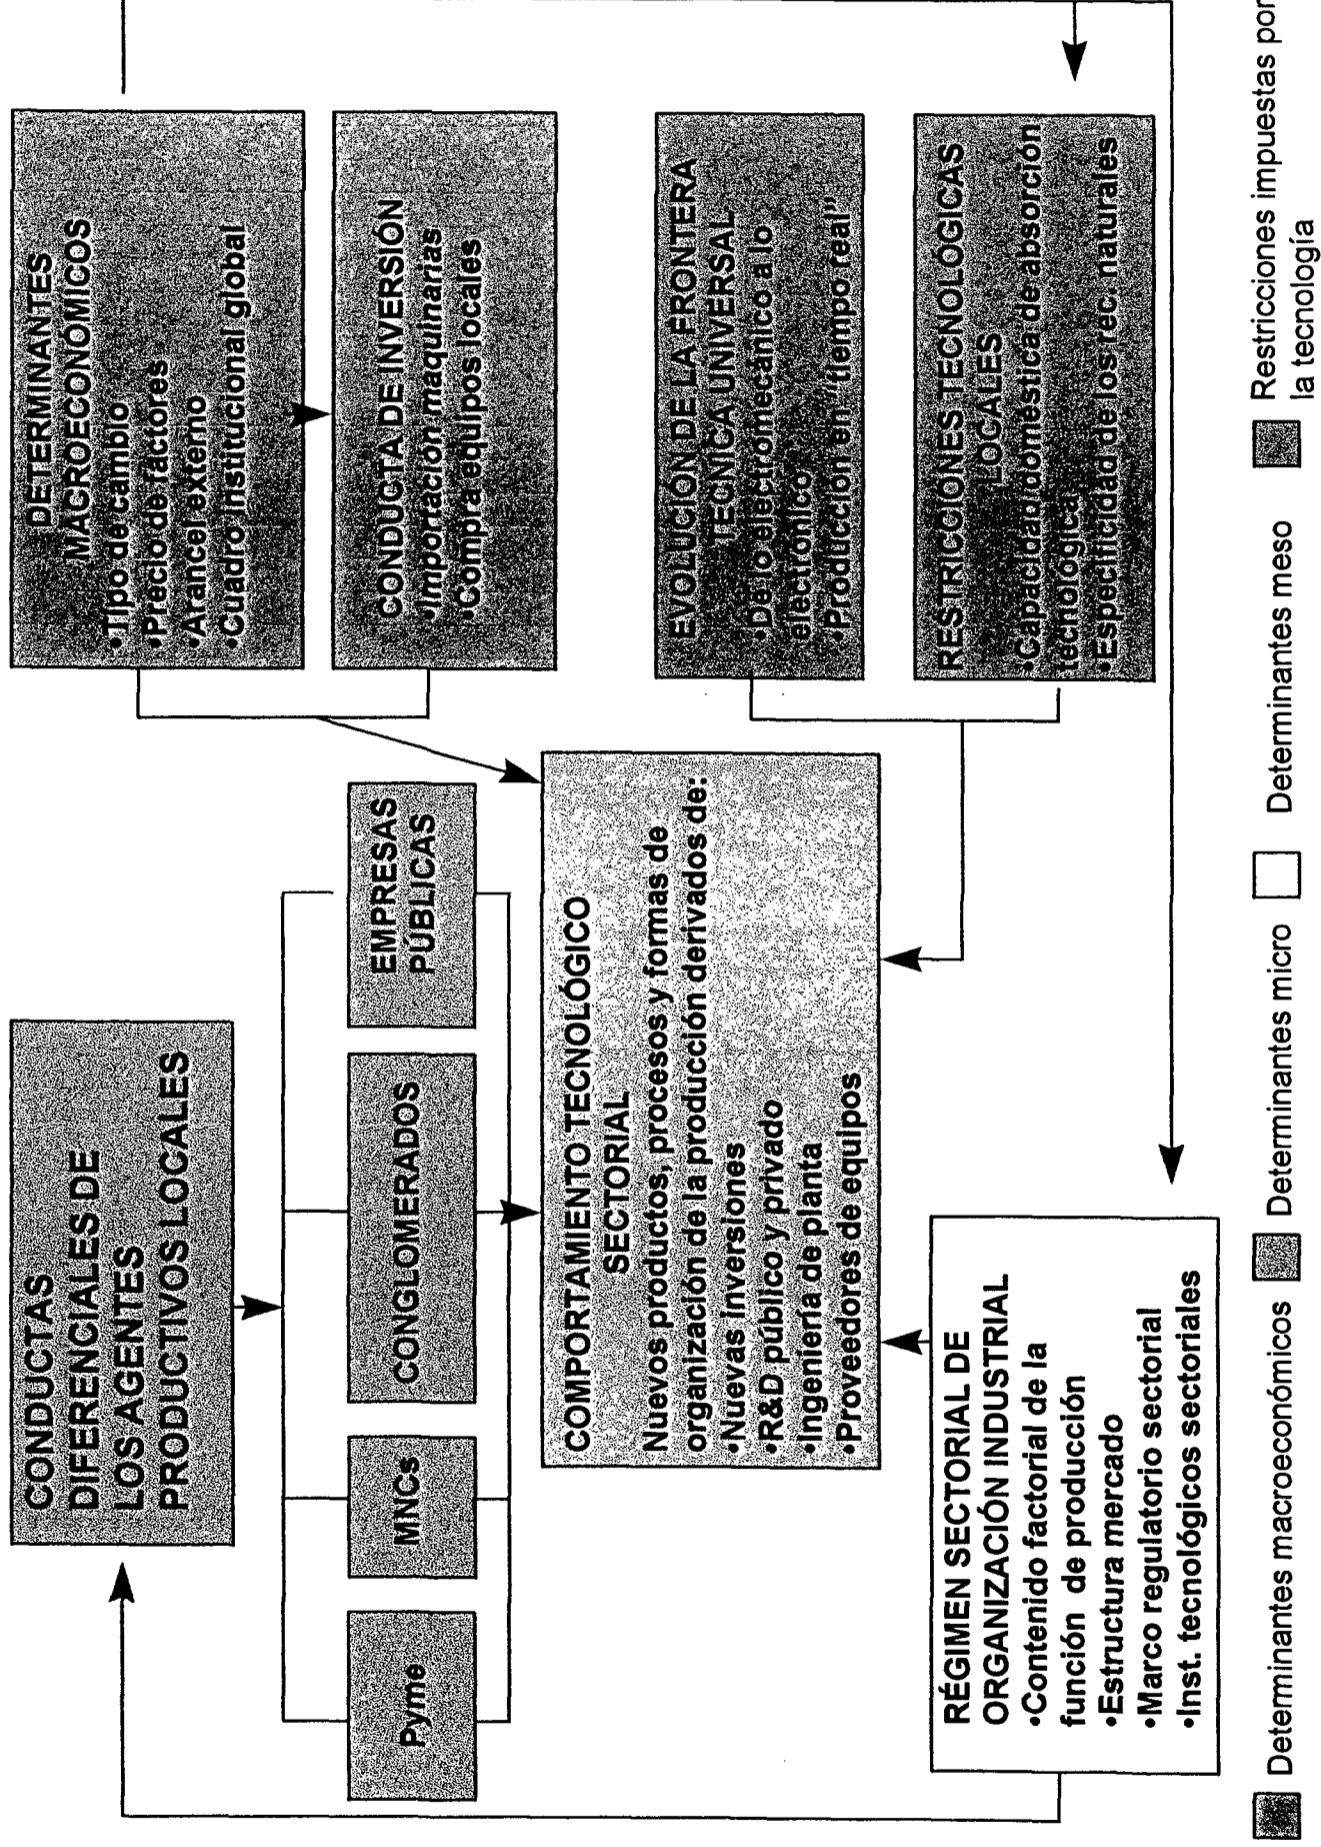 CONDUCTAS
DIFERENCIALES DE
LOS AGENTES
PRODUCTIVOS LOCALES
DETERMINANTES
MACROECONÓMICOS
•Tipo de cambio
•Precio de factores
•Arancel externo
•Cuadro institucional global
Pyme
MNCs
CONGLOMERADOS
EMPRESAS
PÚBLICAS
CONDUCTA DE INVERSIÓN
•Importación maquinarias
•Compra equipos locales
COMPORTAMIENTO TECNOLÓGICO
SECTORIAL
Nuevos productos, procesos y formas de
organización de la producción derivados de:
•Nuevas inversiones
•R&D público y privado
•Ingeniería de planta
•Proveedores de equipos
EVOLUCIÓN DE LA FRONTERA
TECNICA UNIVERSAL
•De lo electromecánico a lo
electrónico
•Producción en "tiempo real"
RÉGIMEN SECTORIAL DE
ORGANIZACIÓN INDUSTRIAL
•Contenido factorial de la
función de producción
•Estructura mercado
•Marco regulatorio sectorial
•Inst. tecnológicos sectoriales
RESTRICCIONES TECNOLÓGICAS
LOCALES
•Capacidad doméstica de absorción
tecnológica
•Especificidad de los rec. naturales
Determinantes macroeconómicos
Determinantes micro
Determinantes meso
Restricciones impuestas por
la tecnología